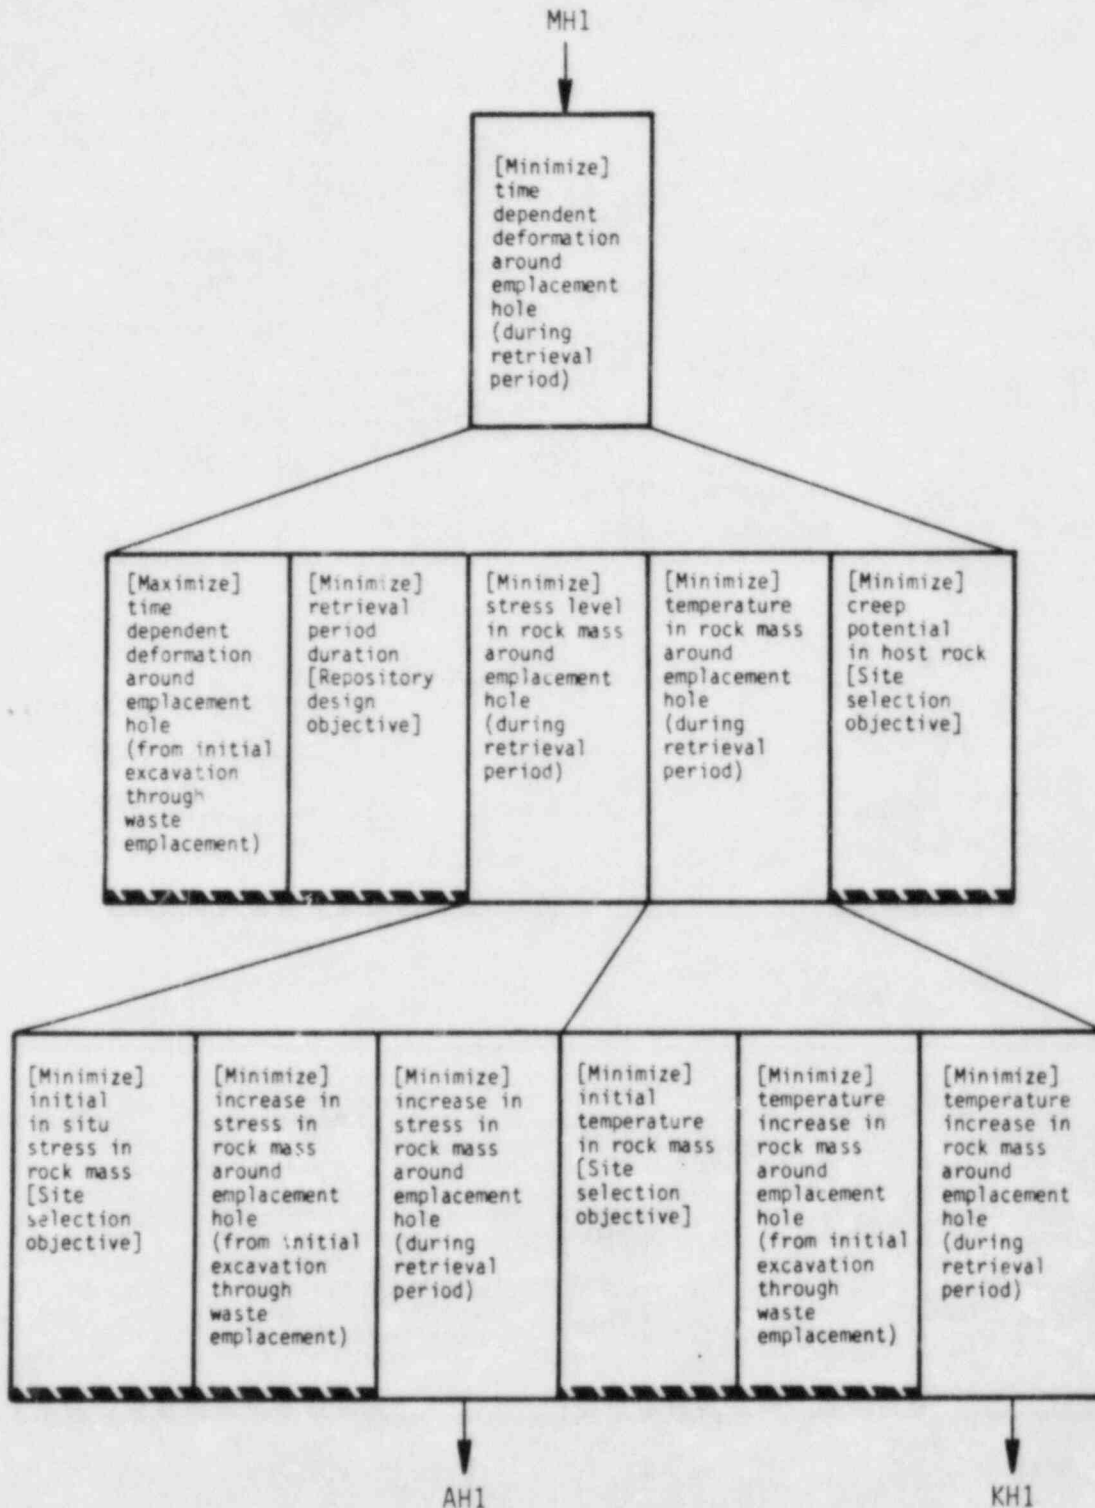 MH1
[Minimize]
time
dependent
deformation
around
emplacement
hole
(during
retrieval
period)
[Maximize]
time
dependent
deformation
around
emplacement
hole
(from initial
excavation
through
waste
emplacement)
[Minimize]
retrieval
period
duration
[Repository
design
objective]
[Minimize]
stress level
in rock mass
around
emplacement
hole
(during
retrieval
period)
[Minimize]
temperature
in rock mass
around
emplacement
hole
(during
retrieval
period)
[Minimize]
creep
potential
in host rock
[Site
selection
objective]
[Minimize]
initial
in situ
stress in
rock mass
[Site
selection
objective]
[Minimize]
increase in
stress in
rock mass
around
emplacement
hole
(from initial
excavation
through
waste
emplacement)
[Minimize]
increase in
stress in
rock mass
around
emplacement
hole
(during
retrieval
period)
[Minimize]
initial
temperature
in rock mass
[Site
selection
objective]
[Minimize]
temperature
increase in
rock mass
around
emplacement
hole
(from initial
excavation
through
waste
emplacement)
[Minimize]
temperature
increase in
rock mass
around
emplacement
hole
(during
retrieval
period)
AH1
KH1